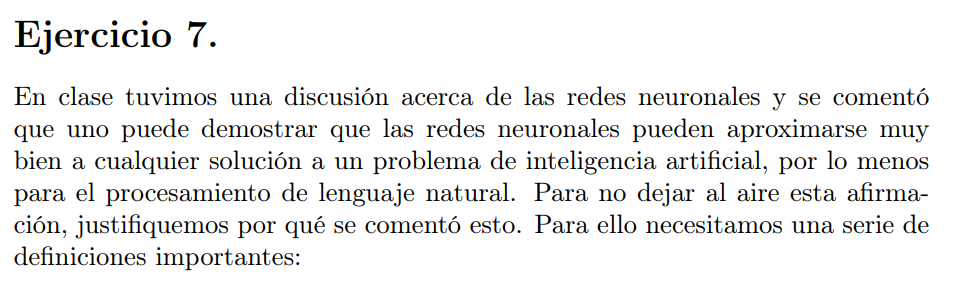 Ejercicio 7.
En clase tuvimos una discusión acerca de las redes neuronales y se comentó
que uno puede demostrar que las redes neuronales pueden aproximarse muy
bien a cualquier solución a un problema de inteligencia artificial, por lo menos
para el procesamiento de lenguaje natural. Para no dejar al aire esta afirma-
ción, justifiquemos por qué se comentó esto. Para ello necesitamos una serie de
definiciones importantes: